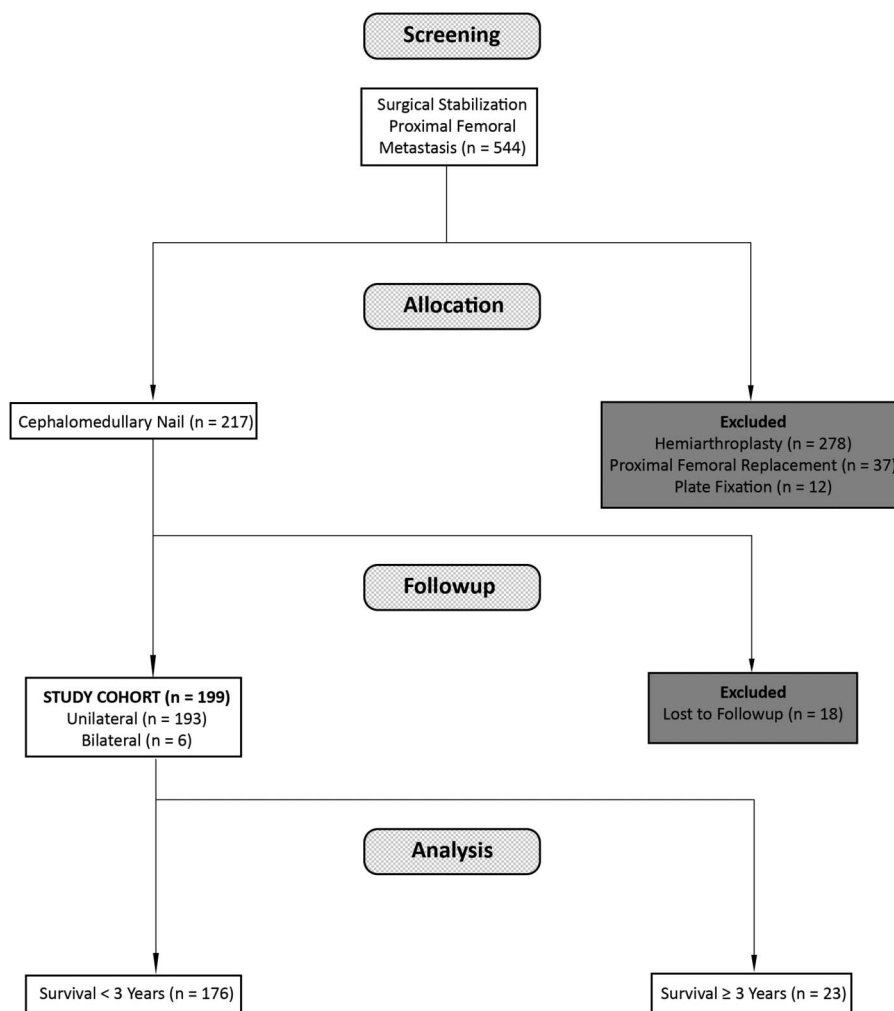 Screening
Surgical Stabilization
Proximal Femoral
Metastasis (n = 544)
Allocation
Cephalomedullary Nail (n = 217)
Excluded
Hemiarthroplasty (n = 278)
Proximal Femoral Replacement (n = 37)
Plate Fixation (n = 12)
Followup
STUDY COHORT (n = 199)
Unilateral (n = 193)
Bilateral (n = 6)
Excluded
Lost to Followup (n = 18)
Analysis
Survival < 3 Years (n = 176)
Survival ≥ 3 Years (n = 23)